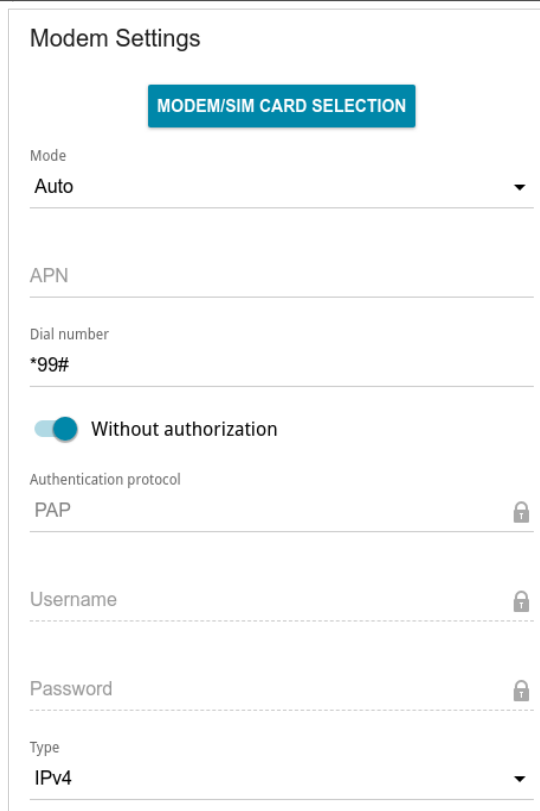 Modem Settings
MODEM/SIM CARD SELECTION
Mode
Auto
APN
Dial number
*99#
Without authorization
Authentication protocol
PAP
Username
Password
Type
IPv4